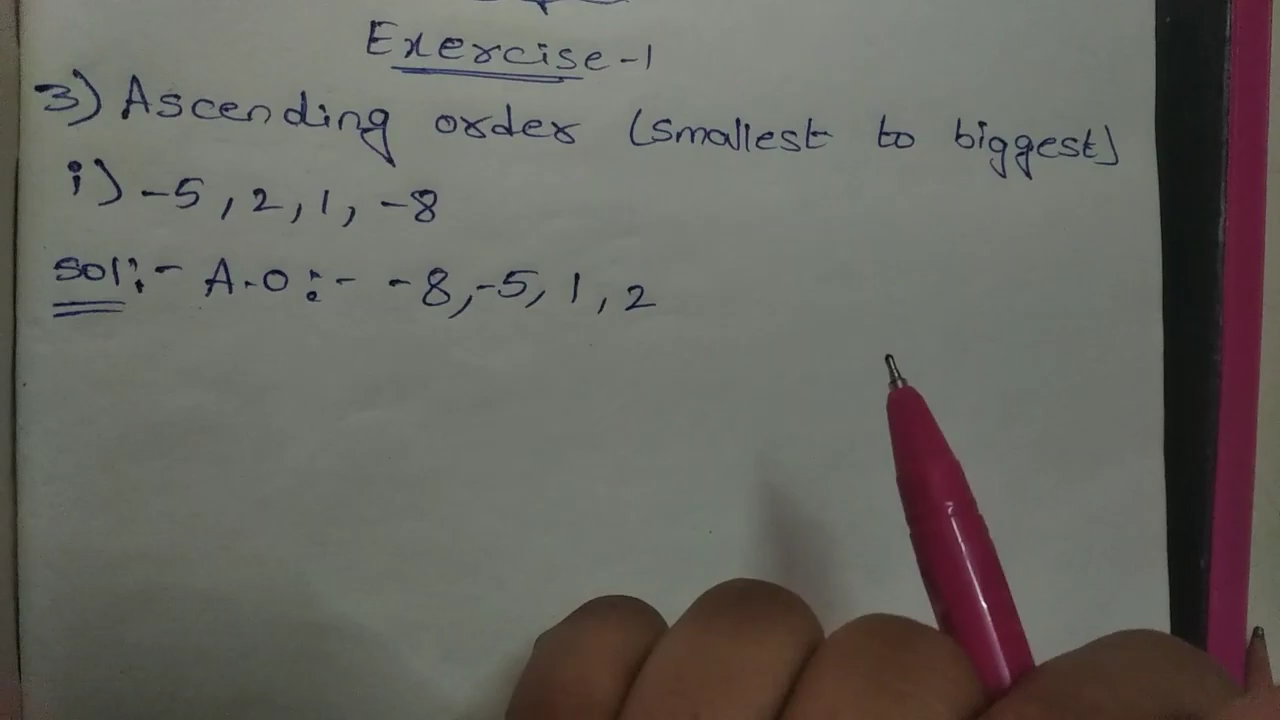 Exercise-1
3) Ascending order (smallest to biggest)
i) -5, 2, 1, -8
Sol:- A.O:- -8, -5, 1, 2